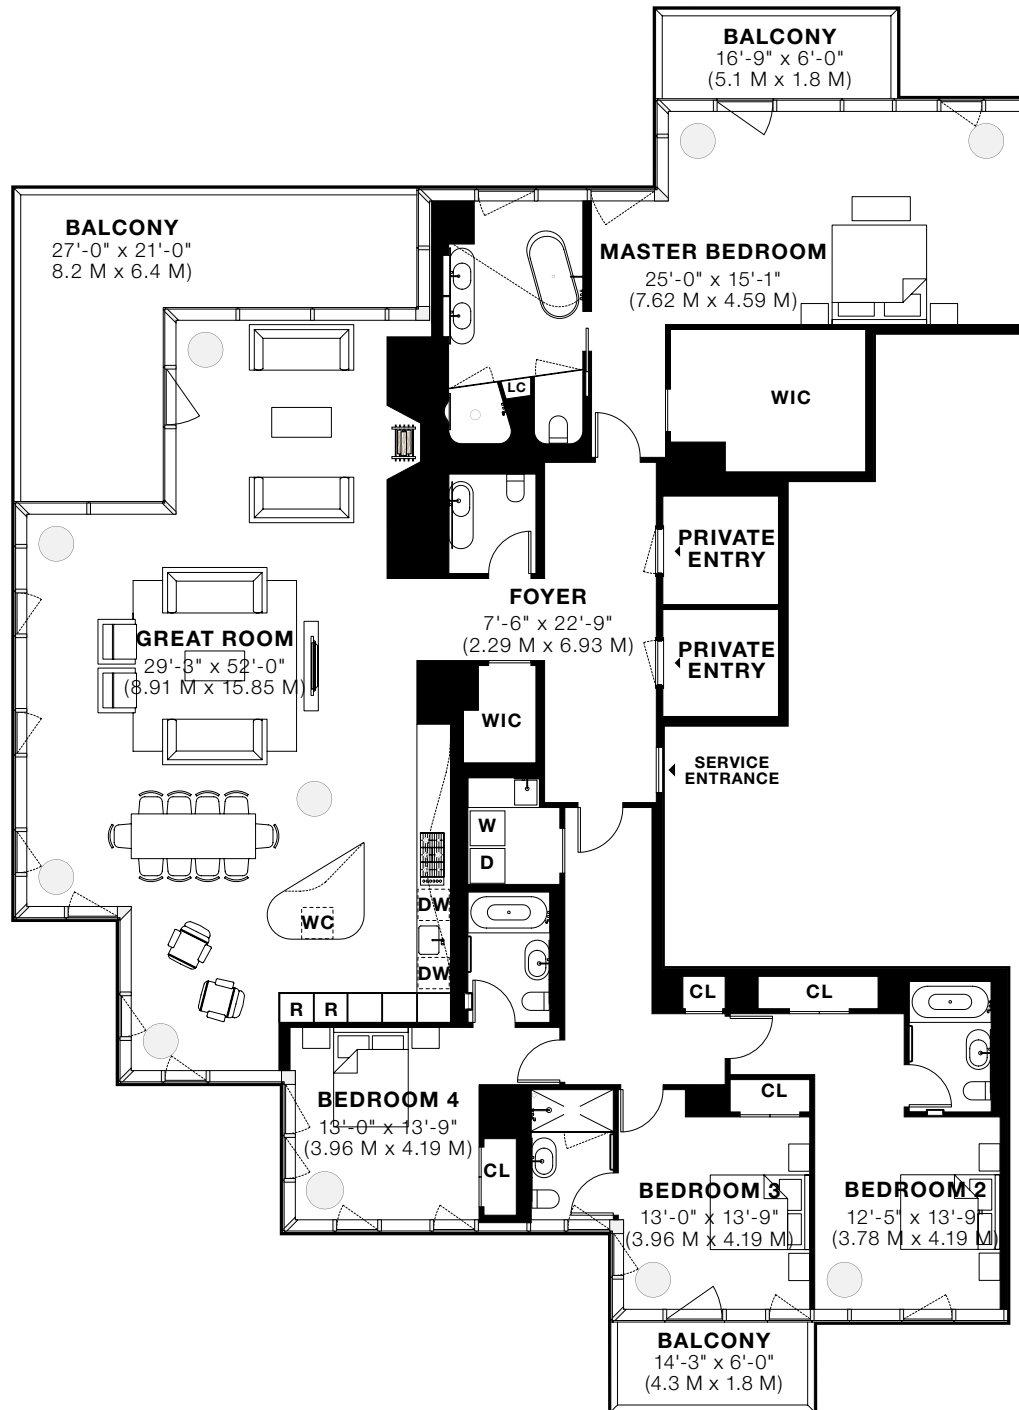 BALCONY
16'-9" x 6'-0"
(5.1 M x 1.8 M)
BALCONY
27'-0" x 21'-0"
8.2 M x 6.4 M)
MASTER BEDROOM
25'-0" x 15'-1"
(7.62 M x 4.59 M)
LC
WIC
PRIVATE
ENTRY
FOYER
7'-6" x 22'-9"
(2.29 M x 6.93 M)
GREAT ROOM
29'-3" x 52'-0"
(8.91 M x 15.85 M)
PRIVATE
ENTRY
WIC
SERVICE
ENTRANCE
W
D
DW
WC
DW
R R
CL
CL
CL
BEDROOM 4
13'-0" x 13'-9"
(3.96 M x 4.19 M)
CL
BEDROOM 3
13'-0" x 13'-9"
(3.96 M x 4.19 M)
BEDROOM 2
12'-5" x 13'-9"
(3.78 M x 4.19 M)
BALCONY
14'-3" x 6'-0"
(4.3 M x 1.8 M)